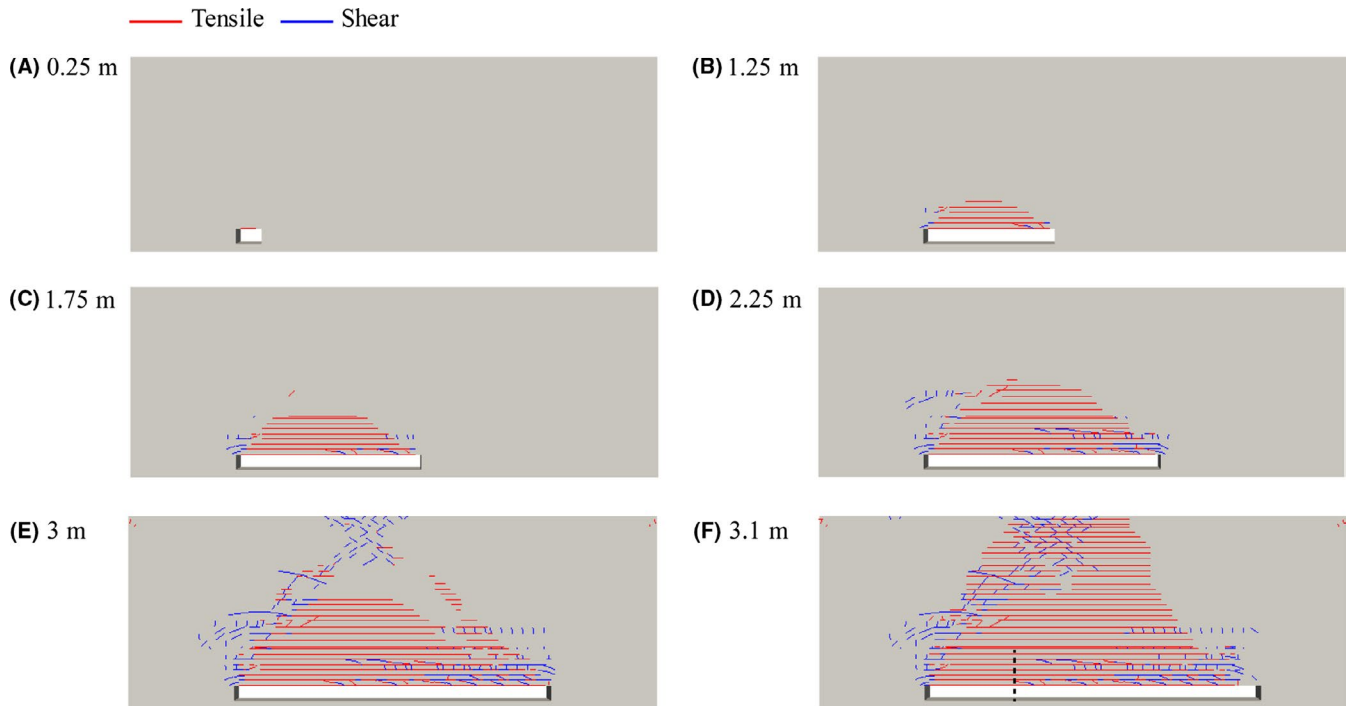 Tensile Shear
(A) 0.25 m
(B) 1.25 m
(C) 1.75 m
(D) 2.25 m
(E) 3 m
(F) 3.1 m